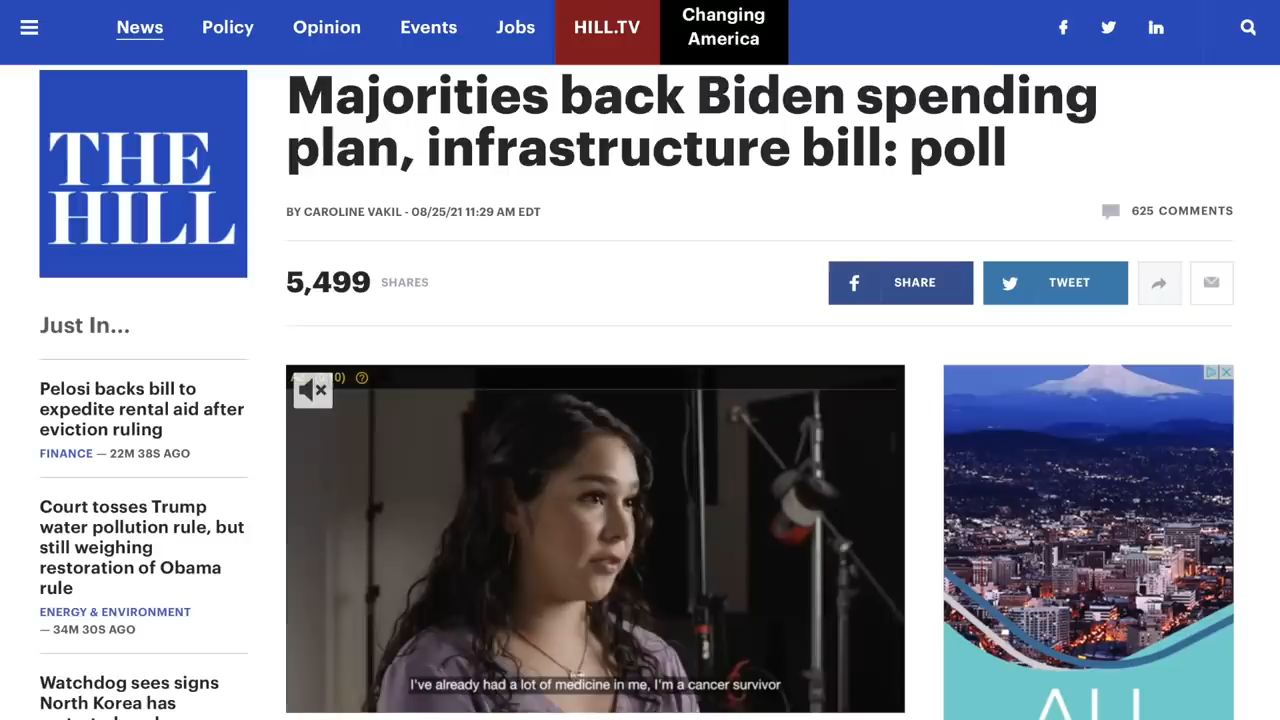 News
Policy
Opinion
Events
Jobs
HILL.TV
Changing
America
THE
HILL
Majorities back Biden spending
plan, infrastructure bill: poll
BY CAROLINE VAKIL - 08/25/21 11:29 AM EDT
625 COMMENTS
5,499 SHARES
SHARE
TWEET
Just In...
Pelosi backs bill to
expedite rental aid after
eviction ruling
FINANCE — 22M 38S AGO
Court tosses Trump
water pollution rule, but
still weighing
restoration of Obama
rule
ENERGY & ENVIRONMENT
— 34M 30S AGO
Watchdog sees signs
North Korea has
I've already had a lot of medicine in me, I'm a cancer survivor